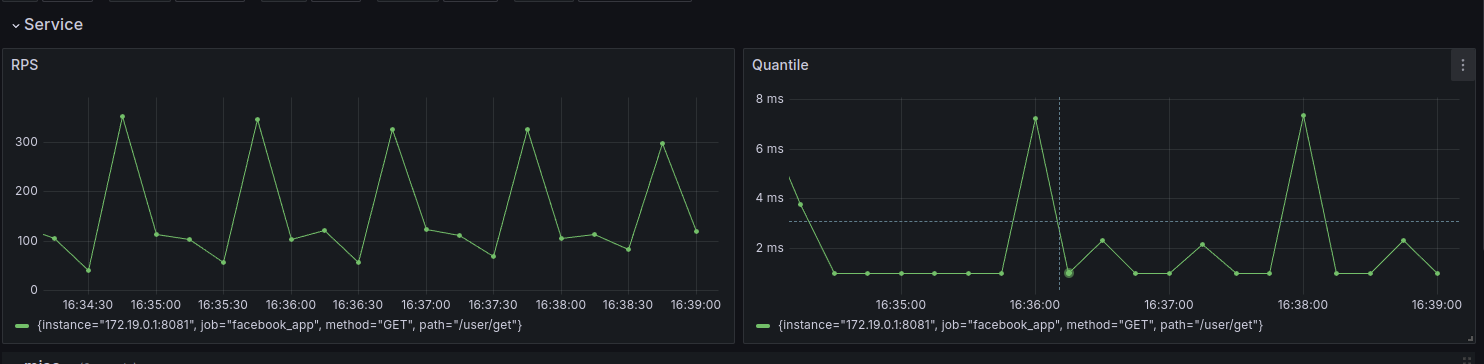 Service
RPS
300
200
100
0
16:34:30 16:35:00 16:35:30 16:36:00 16:36:30 16:37:00 16:37:30 16:38:00 16:38:30 16:39:00
{instance="172.19.0.1:8081", job="facebook_app", method="GET", path="/user/get"}
Quantile
8 ms
6 ms
4 ms
2 ms
16:35:00 16:36:00 16:37:00 16:38:00 16:39:00
{instance="172.19.0.1:8081", job="facebook_app", method="GET", path="/user/get"}